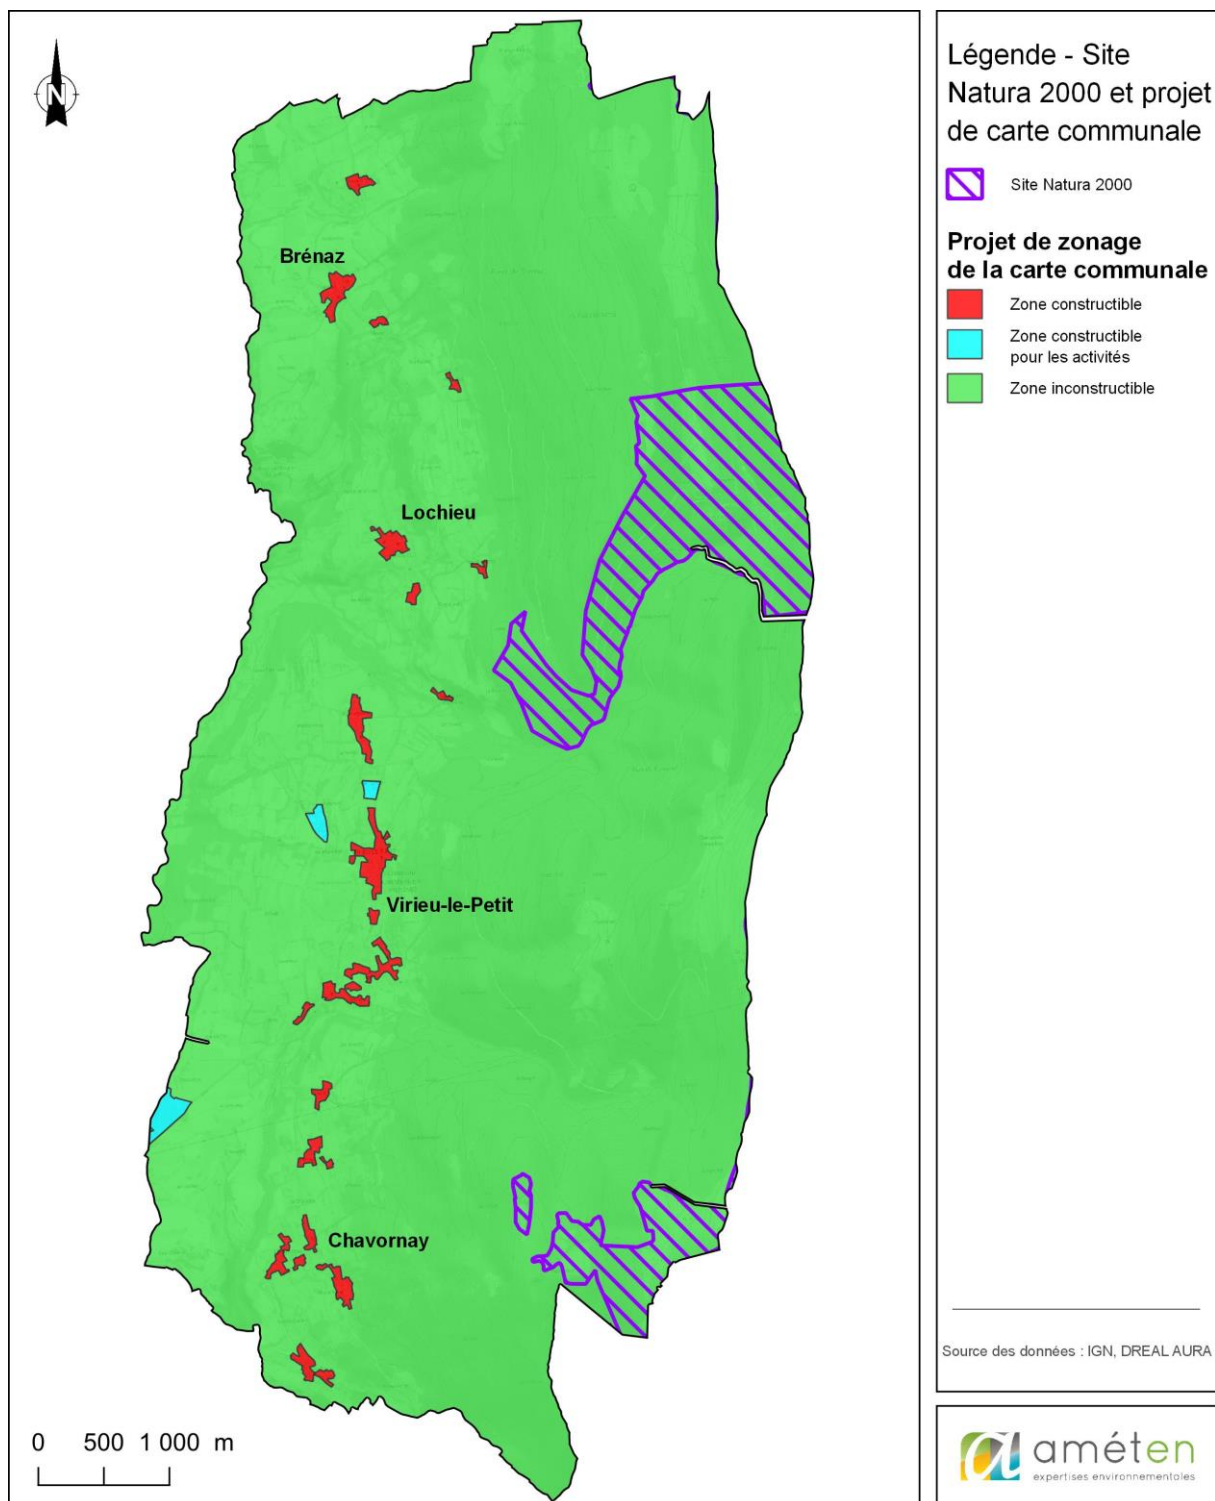 N
Brénaz
Lochieu
Virieu-le-Petit
Chavornay
0 500 1 000 m
Légende - Site
Natura 2000 et projet
de carte communale
Site Natura 2000
Projet de zonage
de la carte communale
Zone constructible
Zone constructible
pour les activités
Zone inconstructible
Source des données : IGN, DREAL AURA
améten
expertises environnementales